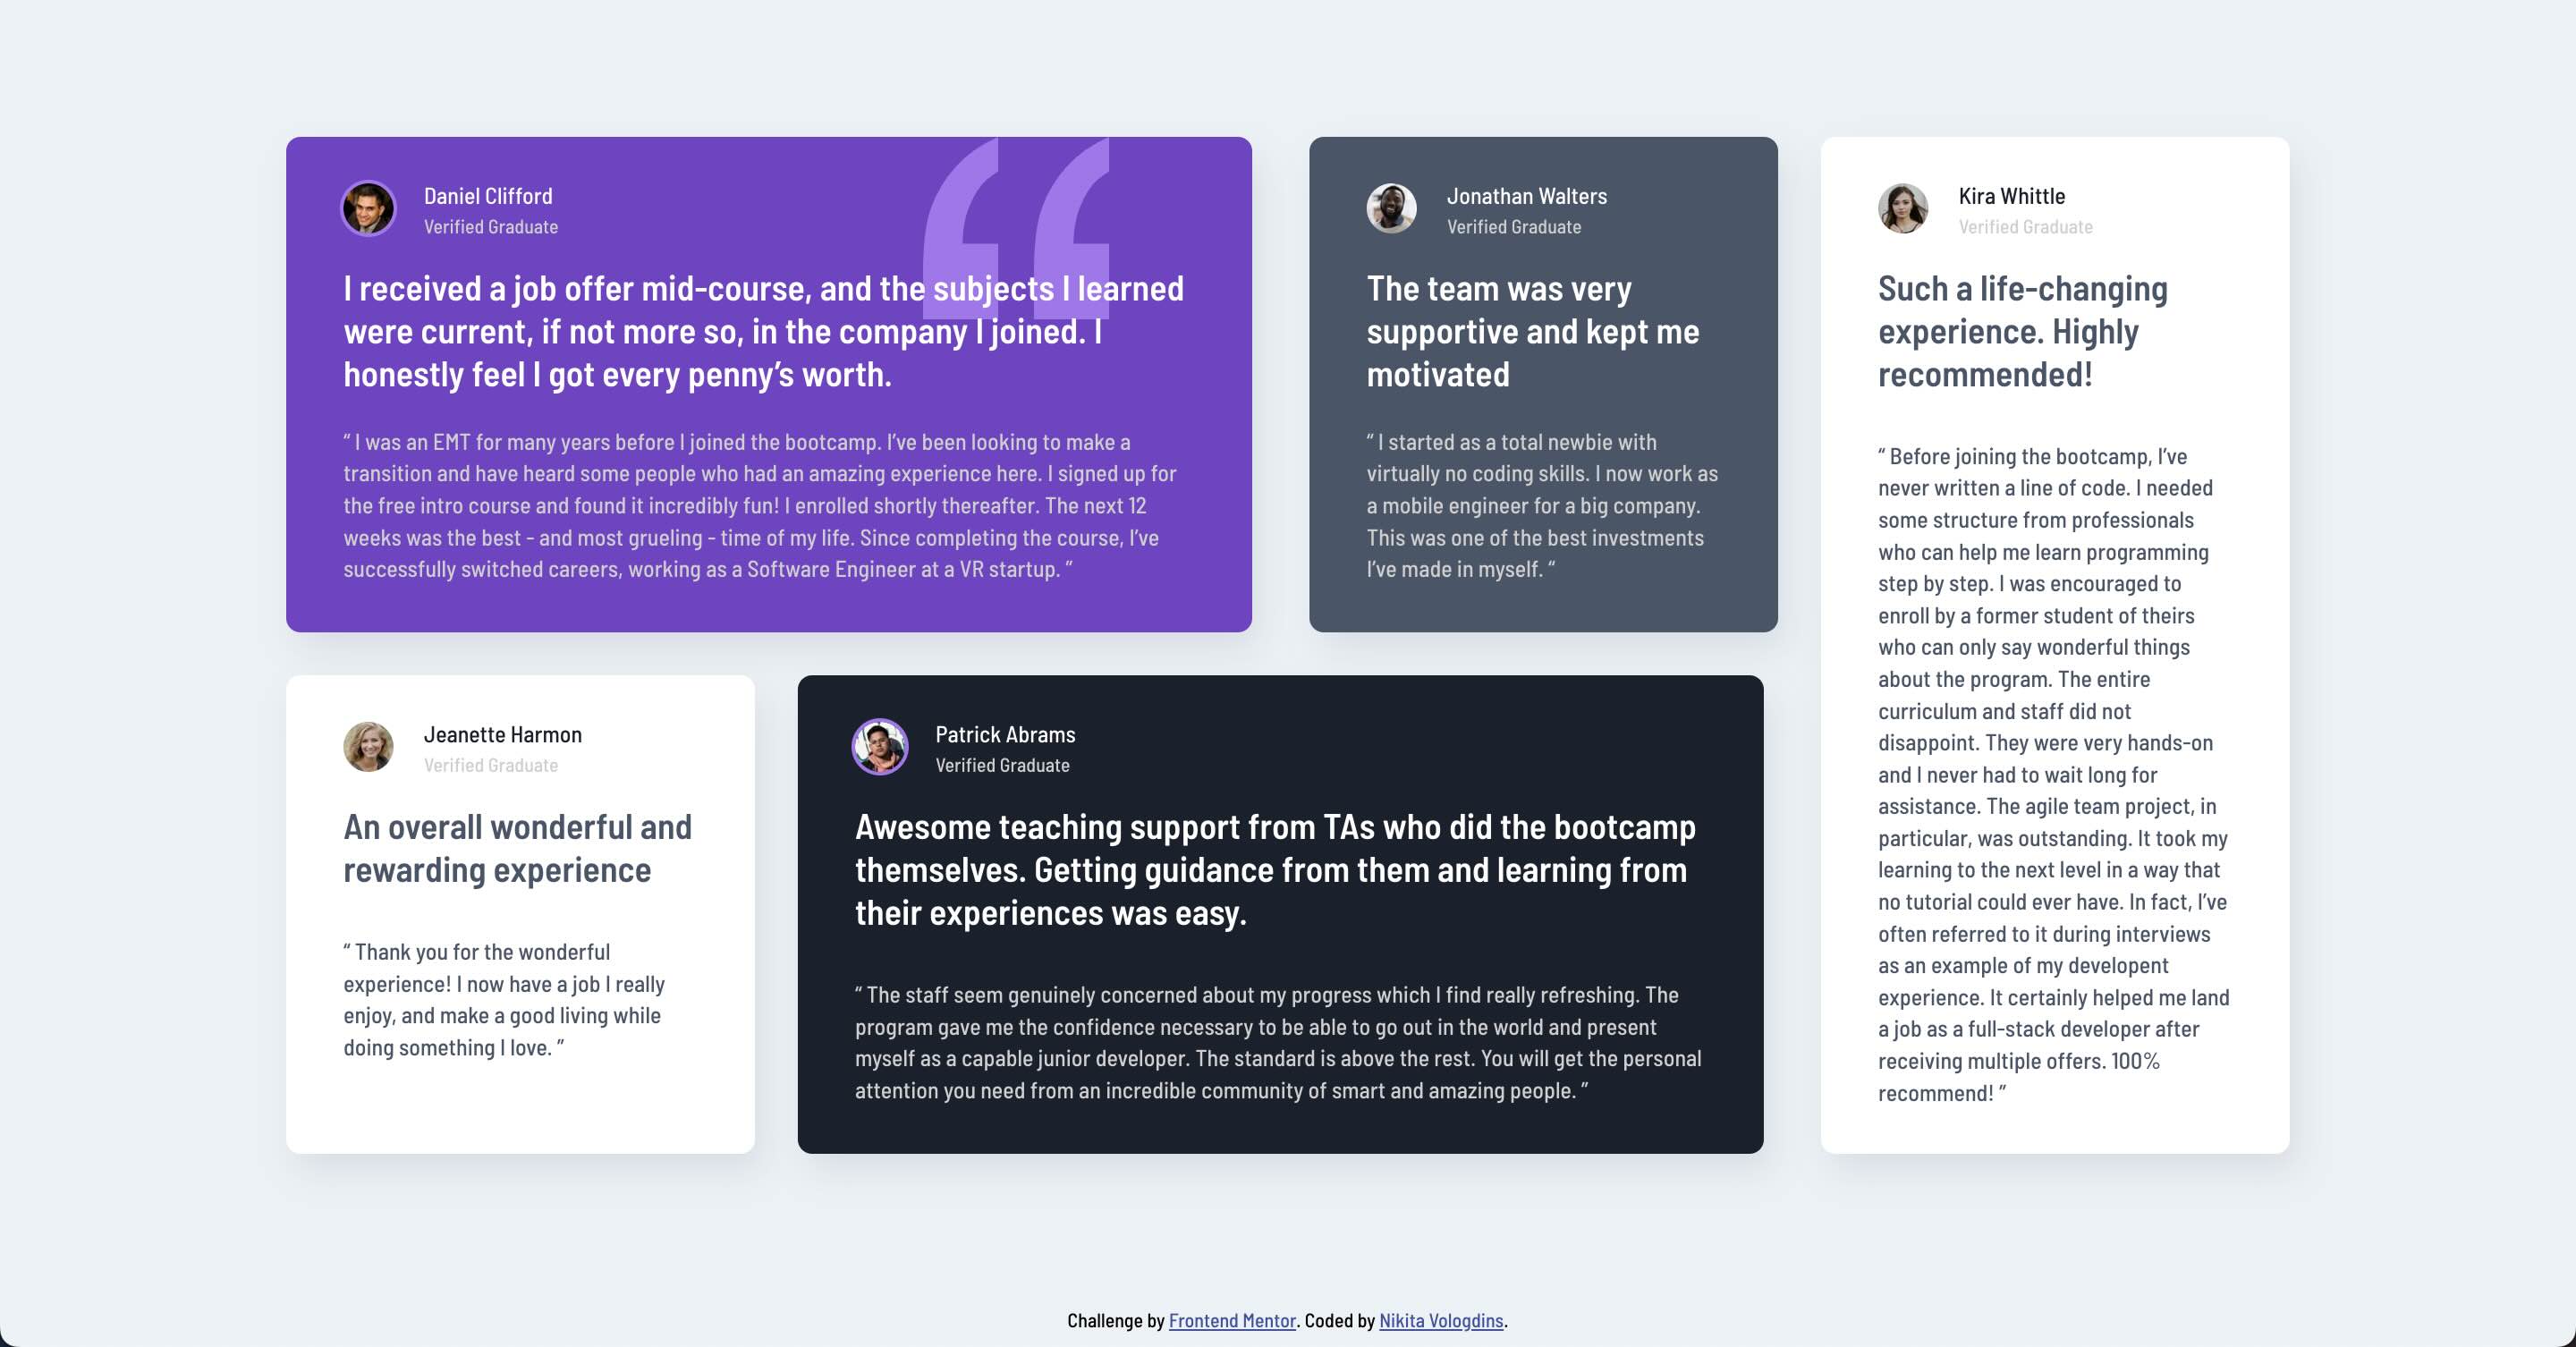 Daniel Clifford
Verified Graduate
I received a job offer mid-course, and the subjects I learned
were current, if not more so, in the company I joined. I
honestly feel I got every penny’s worth.
“ I was an EMT for many years before I joined the bootcamp. I’ve been looking to make a
transition and have heard some people who had an amazing experience here. I signed up for
the free intro course and found it incredibly fun! I enrolled shortly thereafter. The next 12
weeks was the best - and most grueling - time of my life. Since completing the course, I’ve
successfully switched careers, working as a Software Engineer at a VR startup. ”
Jonathan Walters
Verified Graduate
The team was very
supportive and kept me
motivated
“ I started as a total newbie with
virtually no coding skills. I now work as
a mobile engineer for a big company.
This was one of the best investments
I’ve made in myself. “
Kira Whittle
Verified Graduate
Such a life-changing
experience. Highly
recommended!
“ Before joining the bootcamp, I’ve
never written a line of code. I needed
some structure from professionals
who can help me learn programming
step by step. I was encouraged to
enroll by a former student of theirs
who can only say wonderful things
about the program. The entire
curriculum and staff did not
disappoint. They were very hands-on
and I never had to wait long for
assistance. The agile team project, in
particular, was outstanding. It took my
learning to the next level in a way that
no tutorial could ever have. In fact, I’ve
often referred to it during interviews
as an example of my developent
experience. It certainly helped me land
a job as a full-stack developer after
receiving multiple offers. 100%
recommend! ”
Jeanette Harmon
Verified Graduate
An overall wonderful and
rewarding experience
“ Thank you for the wonderful
experience! I now have a job I really
enjoy, and make a good living while
doing something I love. ”
Patrick Abrams
Verified Graduate
Awesome teaching support from TAs who did the bootcamp
themselves. Getting guidance from them and learning from
their experiences was easy.
“ The staff seem genuinely concerned about my progress which I find really refreshing. The
program gave me the confidence necessary to be able to go out in the world and present
myself as a capable junior developer. The standard is above the rest. You will get the personal
attention you need from an incredible community of smart and amazing people. ”
Challenge by Frontend Mentor. Coded by Nikita Vologdins.